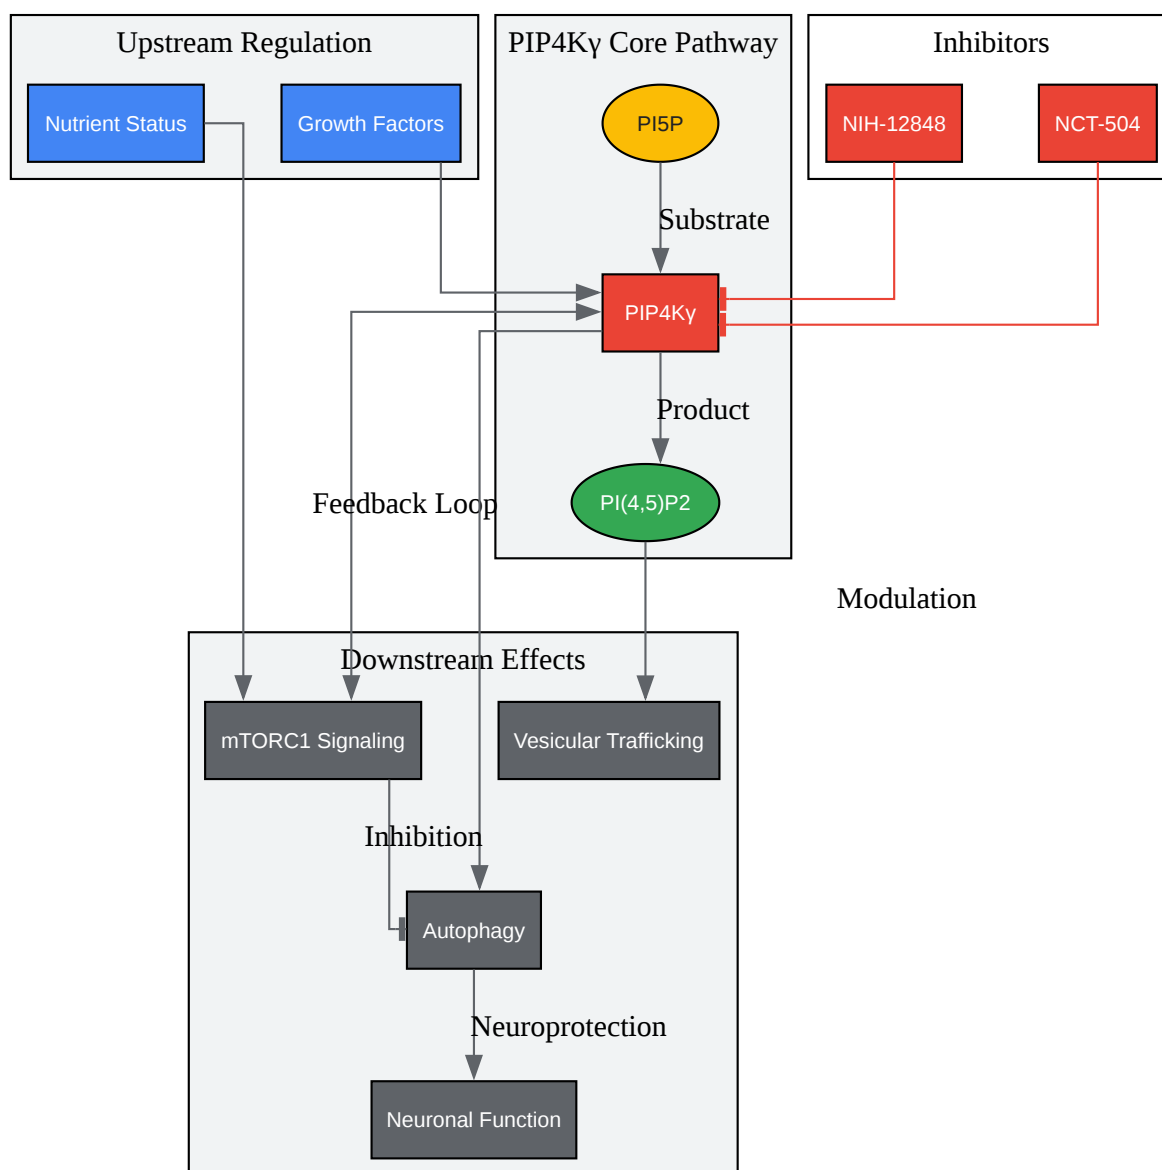 Upstream Regulation
PIP4Kγ Core Pathway
Inhibitors
Nutrient Status
Growth Factors
PI5P
NIH-12848
NCT-504
Substrate
PIP4Kγ
Product
Feedback Loop
PI(4,5)P2
Modulation
Downstream Effects
mTORC1 Signaling
Vesicular Trafficking
Inhibition
Autophagy
Neuroprotection
Neuronal Function